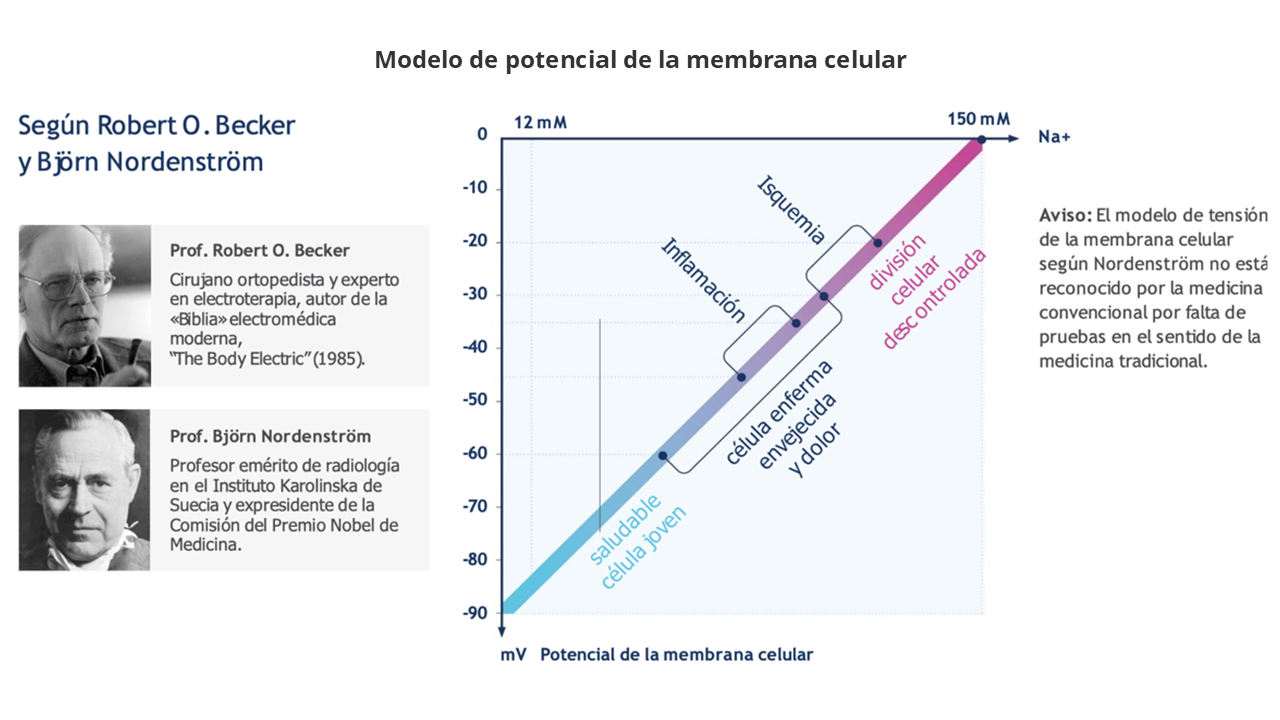 Modelo de potencial de la membrana celular
Según Robert O. Becker
y Björn Nordenström
Prof. Robert O. Becker
Cirujano ortopedista y experto
en electroterapia, autor de la
«Biblia» electromédica
moderna,
"The Body Electric" (1985).
Prof. Björn Nordenström
Profesor emérito de radiología
en el Instituto Karolinska de
Suecia y expresidente de la
Comisión del Premio Nobel de
Medicina.
12 mM
150 mM
Na+
0
-10
-20
-30
-40
-50
-60
-70
-80
-90
Isquemia
Inflamación
división
celular
desc ontrolada
célula enferma
envejecida
y dolor
saludable
célula joven
mV Potencial de la membrana celular
Aviso: El modelo de tensión
de la membrana celular
según Nordenström no está
reconocido por la medicina
convencional por falta de
pruebas en el sentido de la
medicina tradicional.